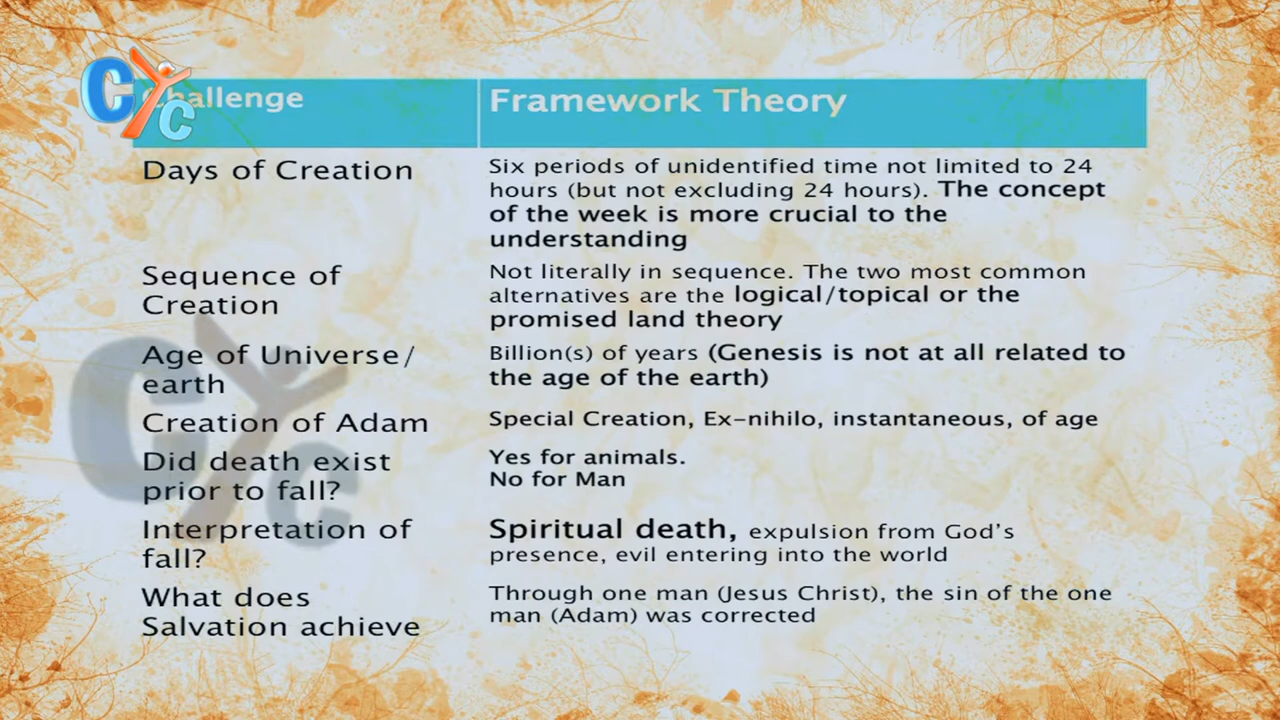 CYC
Challenge
Framework Theory
Days of Creation
Six periods of unidentified time not limited to 24
hours (but not excluding 24 hours). The concept
of the week is more crucial to the
understanding
Sequence of
Creation
Not literally in sequence. The two most common
alternatives are the logical/topical or the
promised land theory
Age of Universe/
earth
Billion(s) of years (Genesis is not at all related to
the age of the earth)
Creation of Adam
Special Creation, Ex-nihilo, instantaneous, of age
Did death exist
prior to fall?
Yes for animals.
No for Man
Interpretation of
fall?
Spiritual death, expulsion from God's
presence, evil entering into the world
What does
Salvation achieve
Through one man (Jesus Christ), the sin of the one
man (Adam) was corrected
CYC